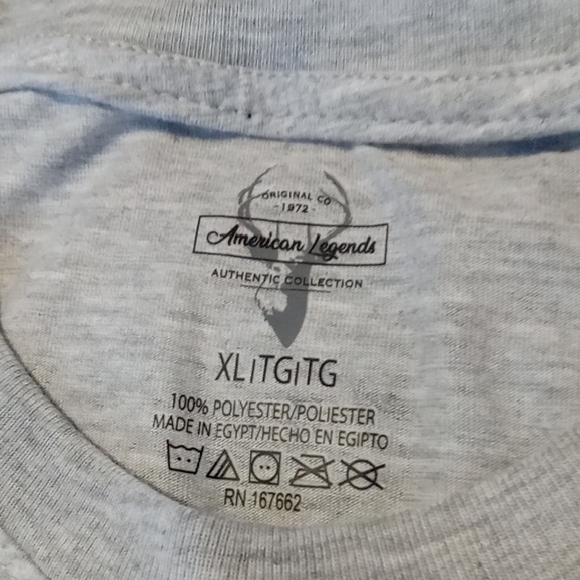 ORIGINAL CO
- 1972 -
American Legends
AUTHENTIC COLLECTION
XL|TG|TG
100% POLYESTER/POLIESTER
MADE IN EGYPT/HECHO EN EGIPTO
RN 167662